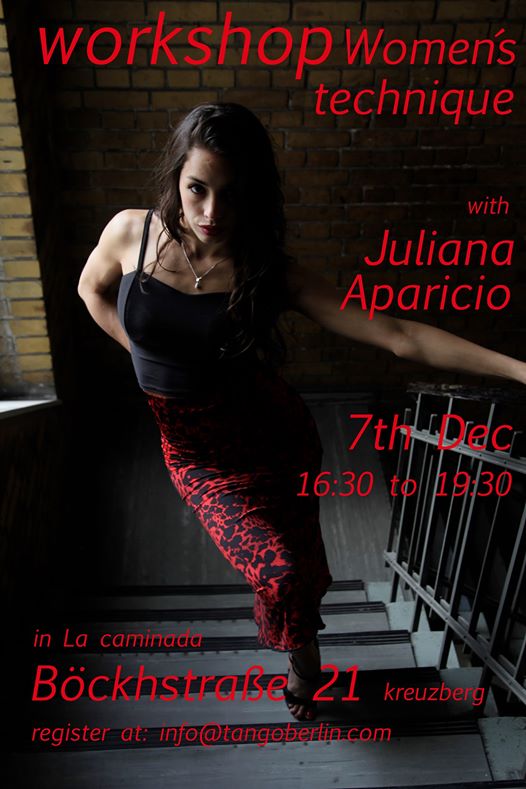 workshop Women´s
technique
with
Juliana
Aparicio
7th Dec
16:30 to 19:30
in La caminada
Böckhstraße 21 kreuzberg
register at: info@tangoberlin.com